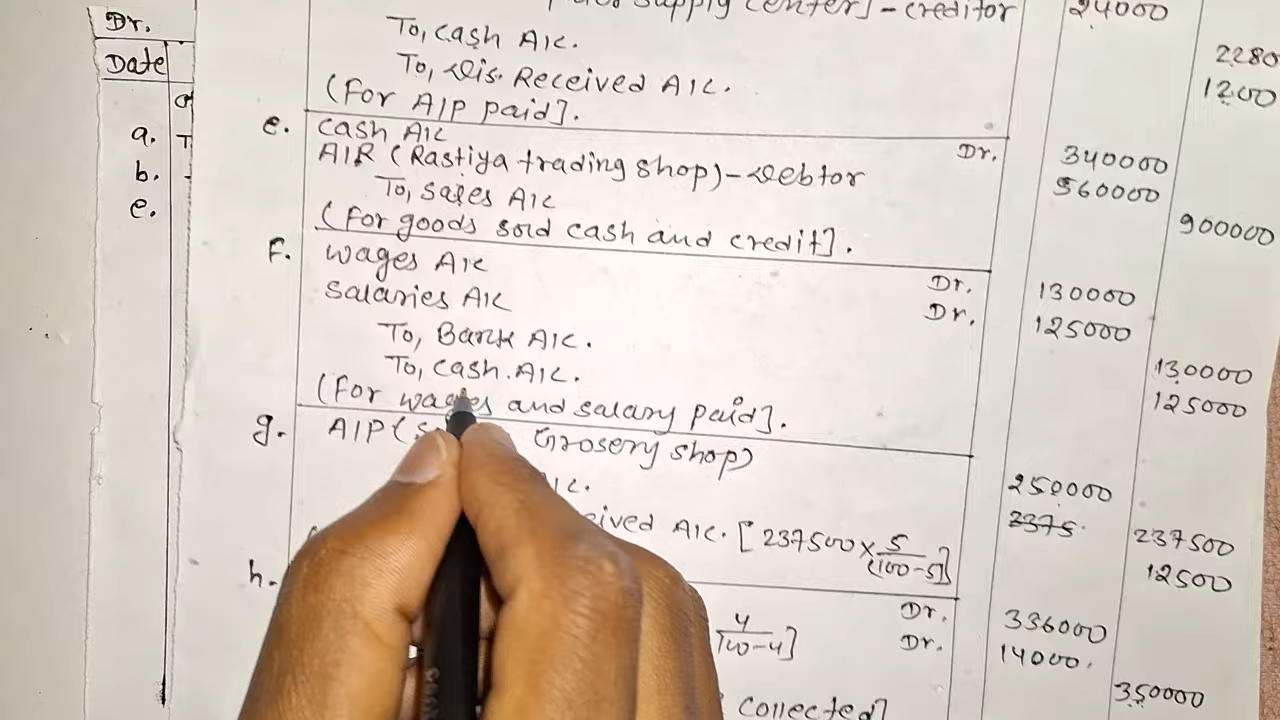 Supply Center] - creditor 24000
Dr.
To, cash A/c. 2280
Date
To, Dis. Received A/c. 1200
(For A/P paid].
e. cash A/c Dr. 340000
a.
A/R (Rastiya trading shop) - Debtor 560000
b.
To, sales A/c 900000
e.
(For goods sold cash and credit].
f. wages A/c Dr. 130000
Salaries A/c Dr. 125000
To, Bank A/c. 130000
To, cash. A/c. 125000
(For wages and salary paid].
g. A/P ( Grosery shop) 250000
/c. 2375. 237500
eived A/c. [237500 × 5/(100-5)] 12500
h. Dr. 336000
4/100-4] Dr. 14000.
350000
collected]